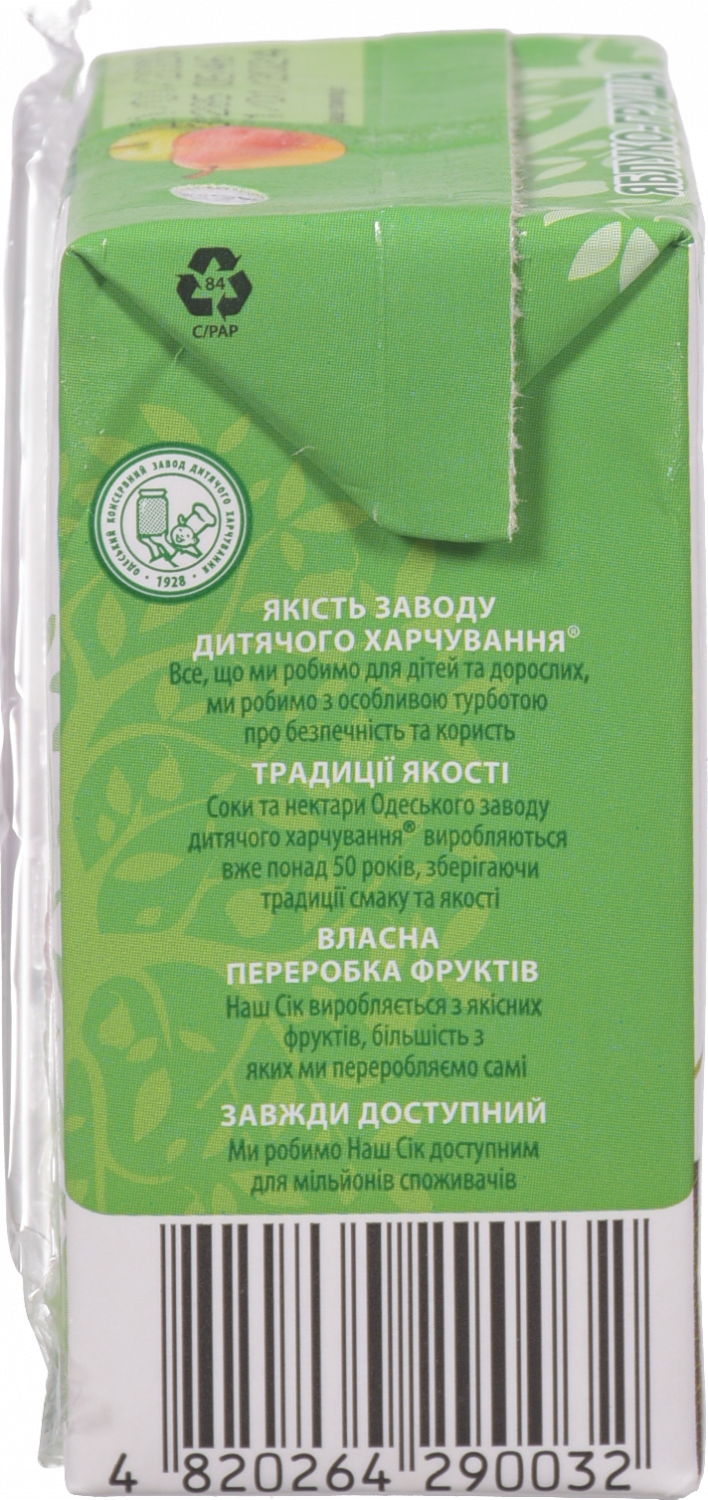 ЯБЛУКО-ГРУША
84
C/PAP
ОДЕСЬКИЙ КОНСЕРВНИЙ ЗАВОД ДИТЯЧОГО ХАРЧУВАННЯ
· 1928 ·
ЯКІСТЬ ЗАВОДУ
ДИТЯЧОГО ХАРЧУВАННЯ®
Все, що ми робимо для дітей та дорослих,
ми робимо з особливою турботою
про безпечність та користь
ТРАДИЦІЇ ЯКОСТІ
Соки та нектари Одеського заводу
дитячого харчування® виробляються
вже понад 50 років, зберігаючи
традиції смаку та якості
ВЛАСНА
ПЕРЕРОБКА ФРУКТІВ
Наш Сік виробляється з якісних
фруктів, більшість з
яких ми переробляємо самі
ЗАВЖДИ ДОСТУПНИЙ
Ми робимо Наш Сік доступним
для мільйонів споживачів
4 820264 290032